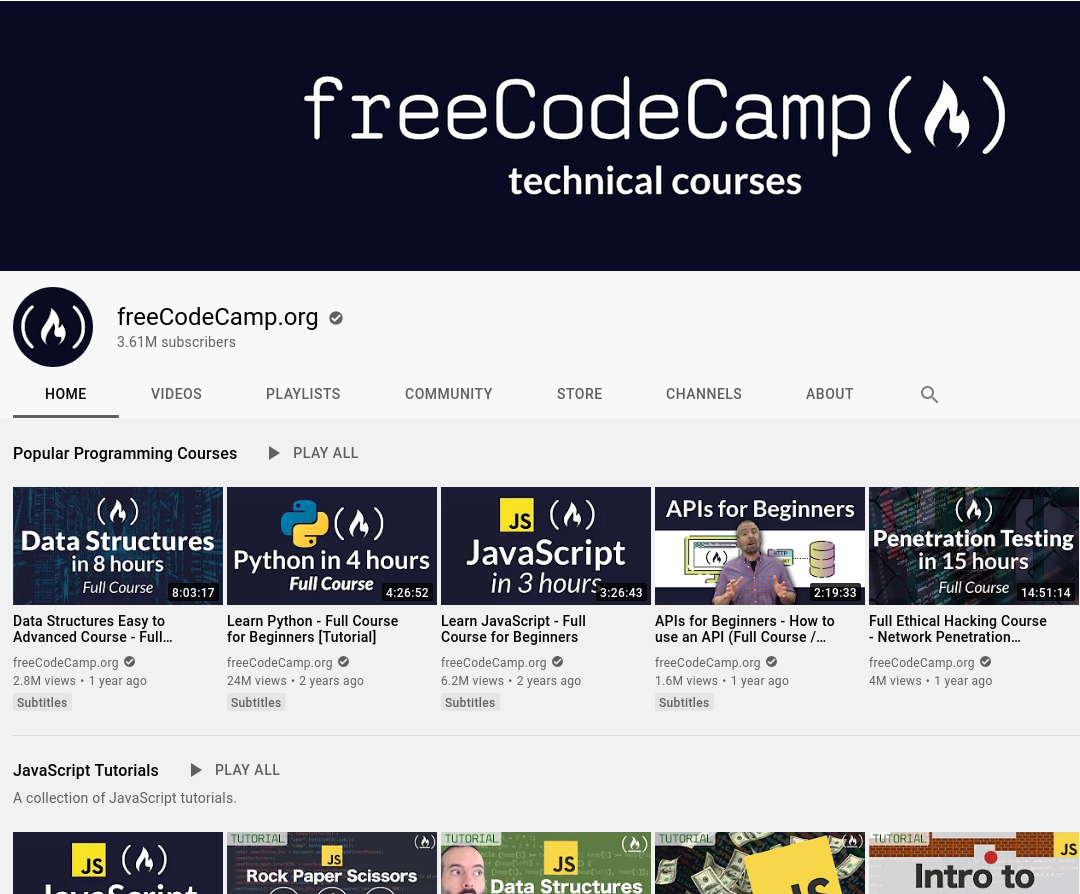 freeCodeCamp
technical courses
freeCodeCamp.org
3.61M subscribers
HOME VIDEOS PLAYLISTS COMMUNITY STORE CHANNELS ABOUT
Popular Programming Courses PLAY ALL
Data Structures
in 8 hours
Full Course
8:03:17
Python in 4 hours
Full Course
4:26:52
JS
JavaScript
in 3 hours
3:26:43
APIs for Beginners
HTTP
2:19:33
Penetration Testing
in 15 hours
Full Course
14:51:14
Data Structures Easy to
Advanced Course - Full...
freeCodeCamp.org
2.8M views • 1 year ago
Subtitles
Learn Python - Full Course
for Beginners [Tutorial]
freeCodeCamp.org
24M views • 2 years ago
Subtitles
Learn JavaScript - Full
Course for Beginners
freeCodeCamp.org
6.2M views • 2 years ago
Subtitles
APIs for Beginners - How to
use an API (Full Course /...
freeCodeCamp.org
1.6M views • 1 year ago
Subtitles
Full Ethical Hacking Course
- Network Penetration...
freeCodeCamp.org
4M views • 1 year ago
JavaScript Tutorials PLAY ALL
A collection of JavaScript tutorials.
JS
JavaScript
TUTORIAL
JS
Rock Paper Scissors
TUTORIAL
JS
Data Structures
TUTORIAL
JS
TUTORIAL
JS
Intro to